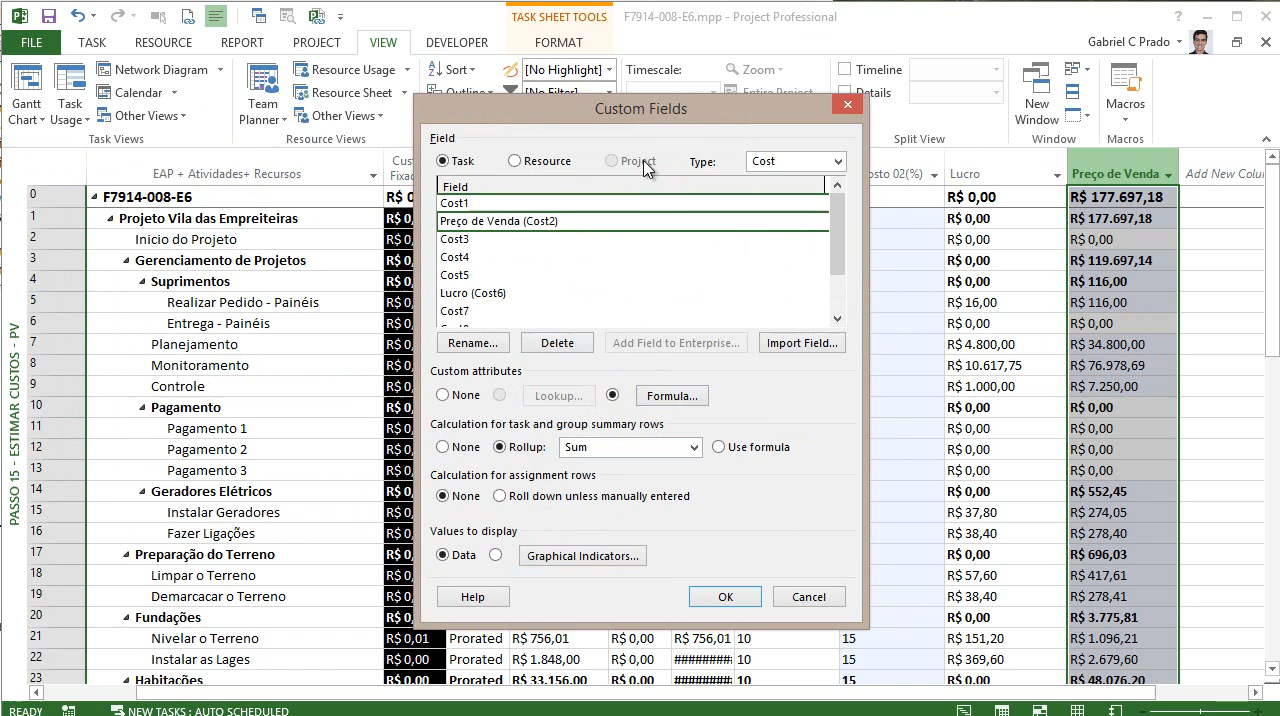 TASK SHEET TOOLS
F7914-008-E6.mpp - Project Professional
FILE TASK RESOURCE REPORT PROJECT VIEW DEVELOPER FORMAT
Gabriel C Prado
Gantt Chart
Task Usage
Network Diagram
Calendar
Other Views
Task Views
Team Planner
Resource Usage
Resource Sheet
Other Views
Resource Views
Sort
Outline
[No Highlight]
[No Filter]
Timescale:
Zoom
Entire Project
Timeline
Details
Split View
New Window
Window
Macros
Macros
EAP + Atividades+ Recursos
Lucro
Preço de Venda
Add New Colu
0 F7914-008-E6 R$ 0,00 R$ 177.697,18
1 Projeto Vila das Empreiteiras R$ 0,00 R$ 177.697,18
2 Inicio do Projeto R$ 0,00 R$ 0,00
3 Gerenciamento de Projetos R$ 0,00 R$ 119.697,14
4 Suprimentos R$ 0,00 R$ 116,00
5 Realizar Pedido - Painéis R$ 16,00 R$ 116,00
6 Entrega - Painéis R$ 0,00 R$ 0,00
7 Planejamento R$ 4.800,00 R$ 34.800,00
8 Monitoramento R$ 10.617,75 R$ 76.978,69
9 Controle R$ 1.000,00 R$ 7.250,00
10 Pagamento R$ 0,00 R$ 0,00
11 Pagamento 1 R$ 0,00 R$ 0,00
12 Pagamento 2 R$ 0,00 R$ 0,00
13 Pagamento 3 R$ 0,00 R$ 0,00
14 Geradores Elétricos R$ 0,00 R$ 552,45
15 Instalar Geradores R$ 37,80 R$ 274,05
16 Fazer Ligações R$ 38,40 R$ 278,40
17 Preparação do Terreno R$ 0,00 R$ 696,03
18 Limpar o Terreno R$ 57,60 R$ 417,61
19 Demarcacar o Terreno R$ 38,40 R$ 278,41
20 Fundações R$ 0,00 R$ 3.775,81
21 Nivelar o Terreno R$ 0,01 Prorated R$ 756,01 R$ 0,00 R$ 756,01 10 15 R$ 151,20 R$ 1.096,21
22 Instalar as Lages R$ 0,00 Prorated R$ 1.848,00 R$ 0,00 ######## 10 15 R$ 369,60 R$ 2.679,60
23 Habitações R$ 0,00 Prorated R$ 33.156,00 R$ 0,00 ######## 10 15 R$ 0,00 R$ 48.076,20
PASSO 15 - ESTIMAR CUSTOS - PV
Custom Fields
Field
Task Resource Project Type: Cost
Field
Cost1
Preço de Venda (Cost2)
Cost3
Cost4
Cost5
Lucro (Cost6)
Cost7
Rename... Delete Add Field to Enterprise... Import Field...
Custom attributes
None Lookup... Formula...
Calculation for task and group summary rows
None Rollup: Sum Use formula
Calculation for assignment rows
None Roll down unless manually entered
Values to display
Data Graphical Indicators...
Help OK Cancel
READY NEW TASKS : AUTO SCHEDULED